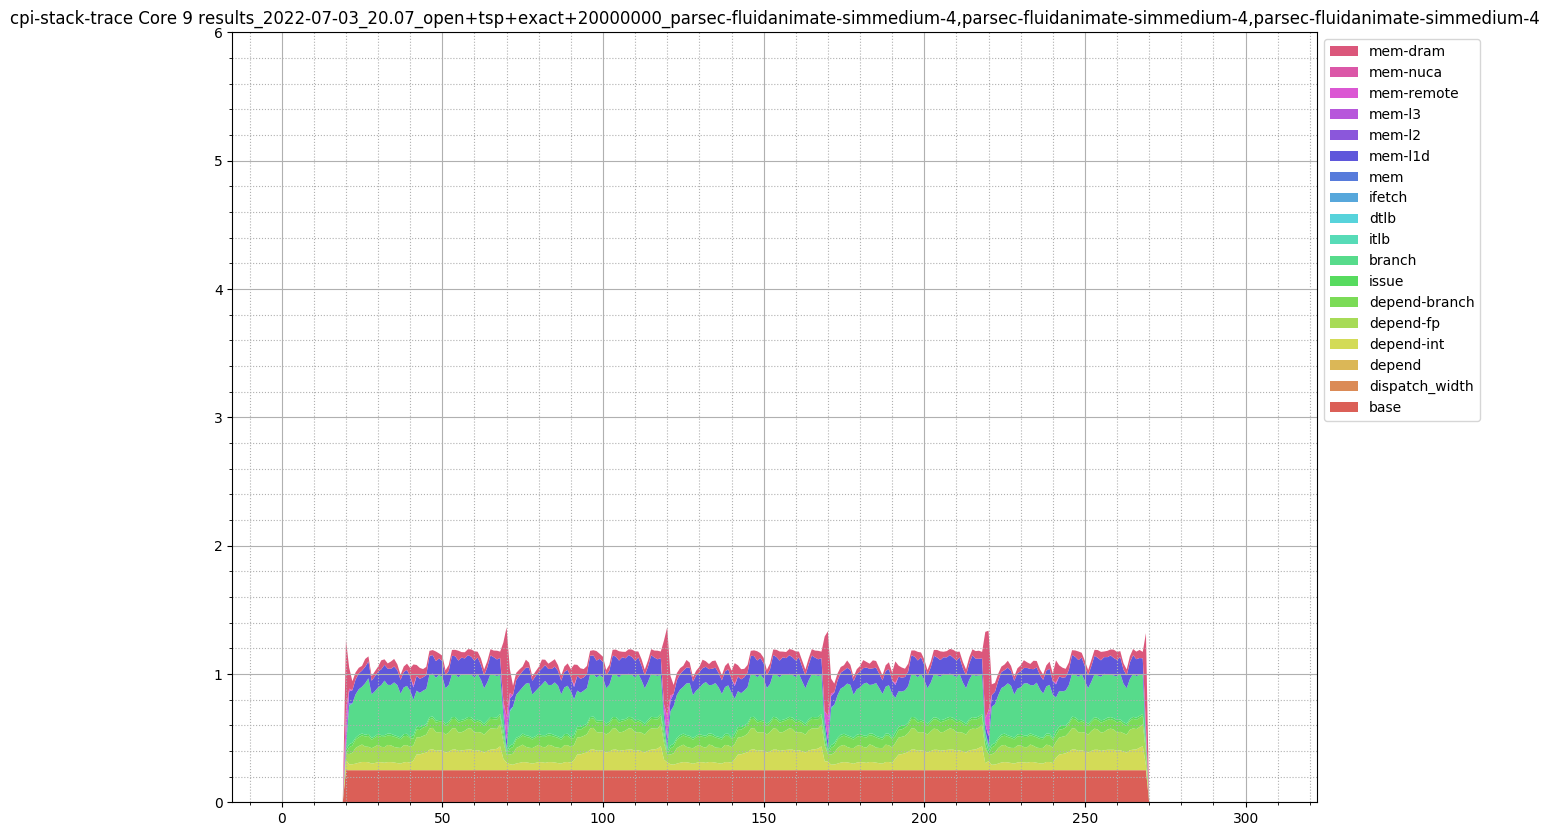 cpi-stack-trace Core 9 results_2022-07-03_20.07_open+tsp+exact+20000000_parsec-fluidanimate-simmedium-4,parsec-fluidanimate-simmedium-4,parsec-fluidanimate-simmedium-4
6
5
4
3
2
1
0
0 50 100 150 200 250 300
mem-dram
mem-nuca
mem-remote
mem-l3
mem-l2
mem-l1d
mem
ifetch
dtlb
itlb
branch
issue
depend-branch
depend-fp
depend-int
depend
dispatch_width
base